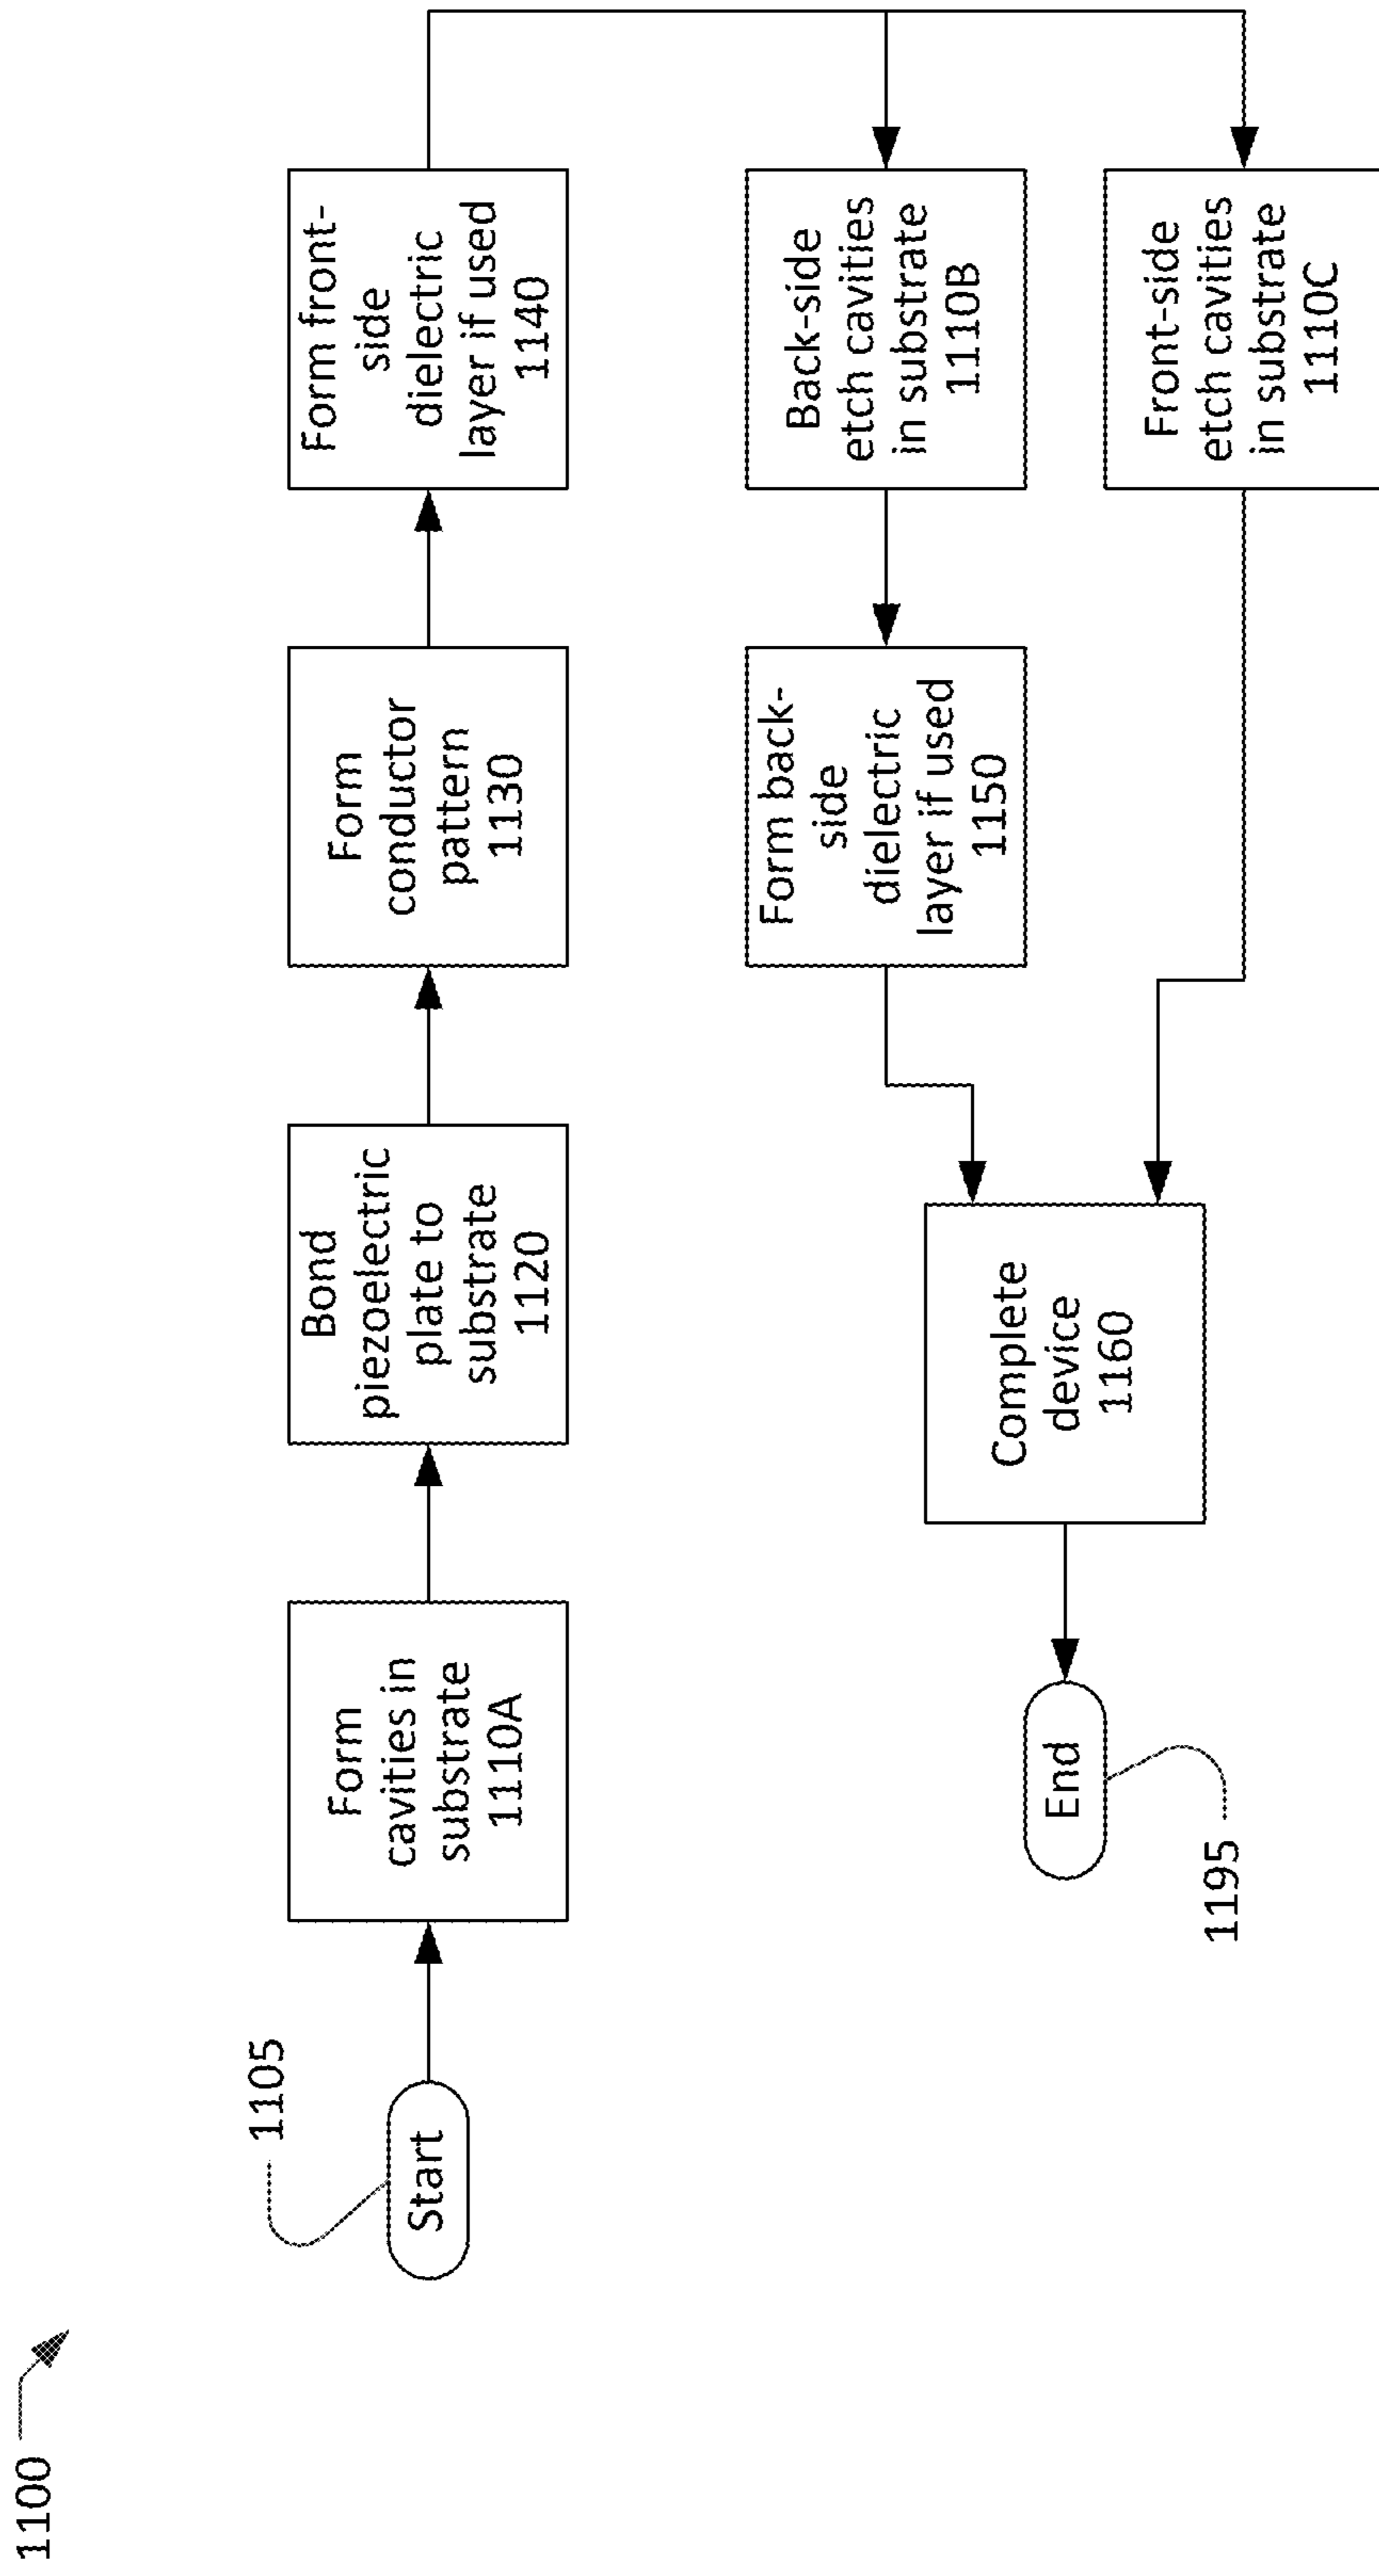 1100
1105
Start
Form
cavities in
substrate
1110A
Bond
piezoelectric
plate to
substrate
1120
Form
conductor
pattern
1130
Form front-
side
dielectric
layer if used
1140
Back-side
etch cavities
in substrate
1110B
Form back-
side
dielectric
layer if used
1150
Front-side
etch cavities
in substrate
1110C
Complete
device
1160
End
1195